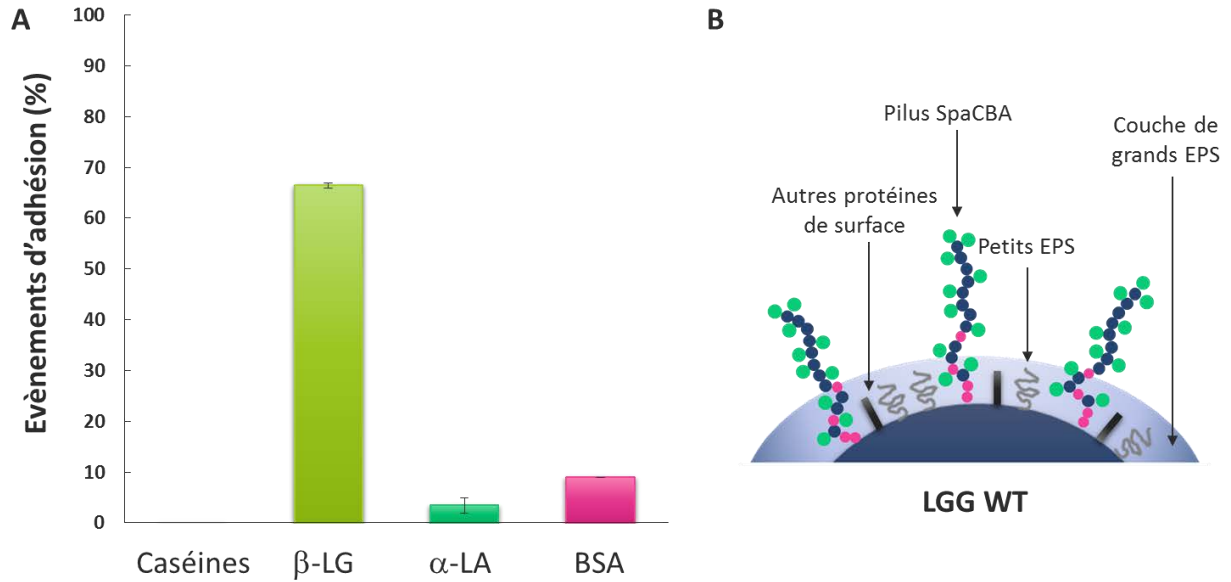 A
Evènements d'adhésion (%)
100
90
80
70
60
50
40
30
20
10
0
Caséines
β-LG
α-LA
BSA
B
Pilus SpaCBA
Couche de
grands EPS
Autres protéines
de surface
Petits EPS
LGG WT